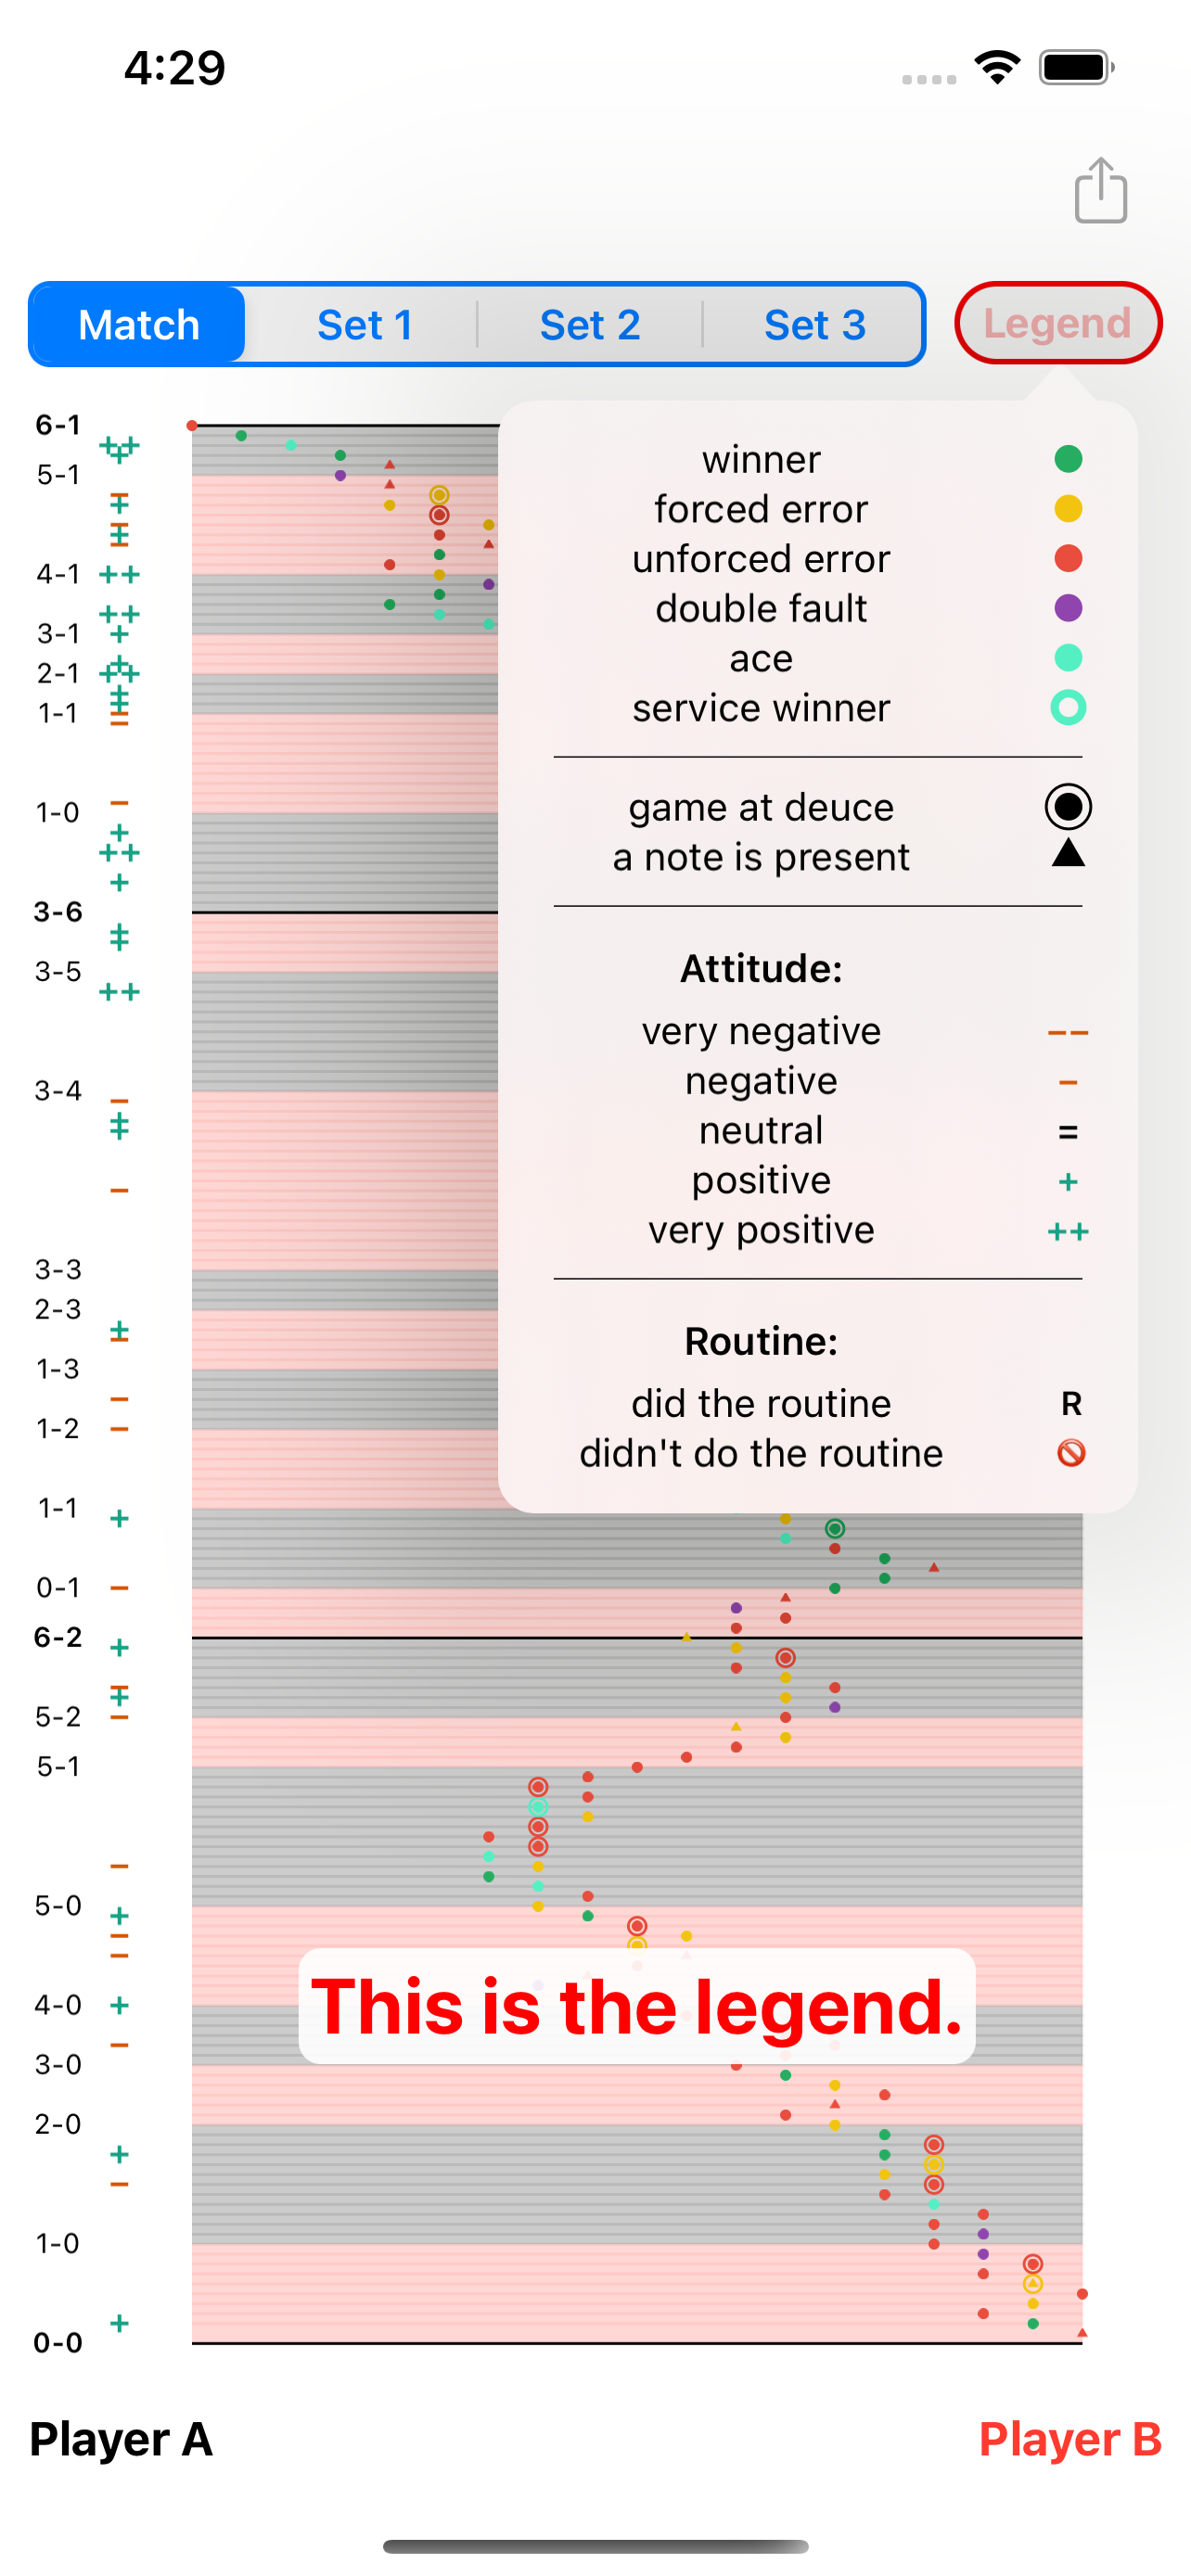 4:29
Match Set 1 Set 2 Set 3 Legend
6-1
5-1
4-1
3-1
2-1
1-1
1-0
3-6
3-5
3-4
3-3
2-3
1-3
1-2
1-1
0-1
6-2
5-2
5-1
5-0
4-0
3-0
2-0
1-0
0-0
winner
forced error
unforced error
double fault
ace
service winner
game at deuce
a note is present
Attitude:
very negative --
negative -
neutral =
positive +
very positive ++
Routine:
did the routine R
didn't do the routine
This is the legend.
Player A Player B